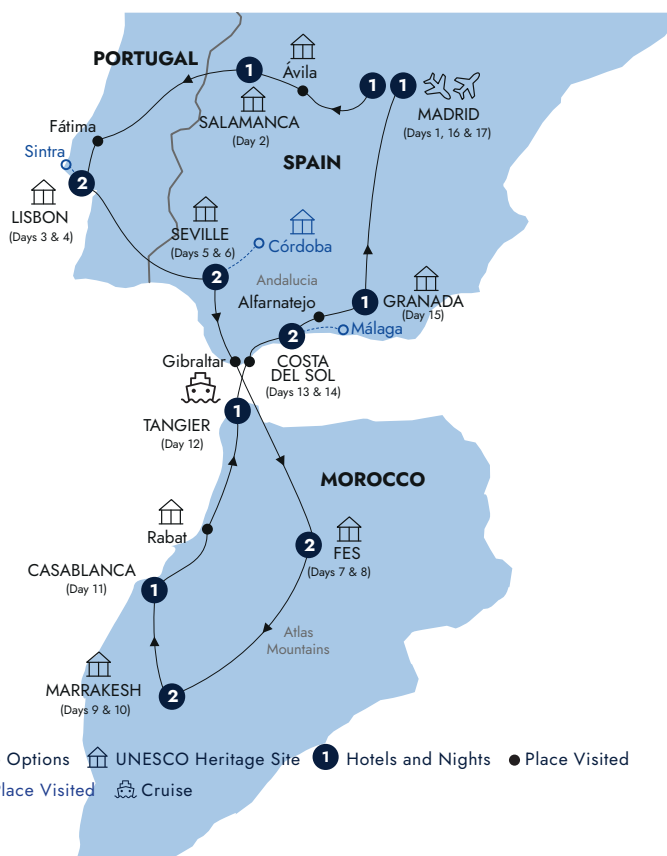 PORTUGAL
Ávila
1
1
1
MADRID
(Days 1, 16 & 17)
SALAMANCA
(Day 2)
Fátima
SPAIN
Sintra
2
LISBON
(Days 3 & 4)
SEVILLE
(Days 5 & 6)
Córdoba
2
Andalucia
Alfarnatejo
1
GRANADA
(Day 15)
Málaga
2
Gibraltar
COSTA
DEL SOL
(Days 13 & 14)
1
TANGIER
(Day 12)
MOROCCO
Rabat
2
FES
(Days 7 & 8)
CASABLANCA
(Day 11)
1
Atlas
Mountains
MARRAKESH
(Days 9 & 10)
2
Options UNESCO Heritage Site 1 Hotels and Nights Place Visited
Place Visited Cruise